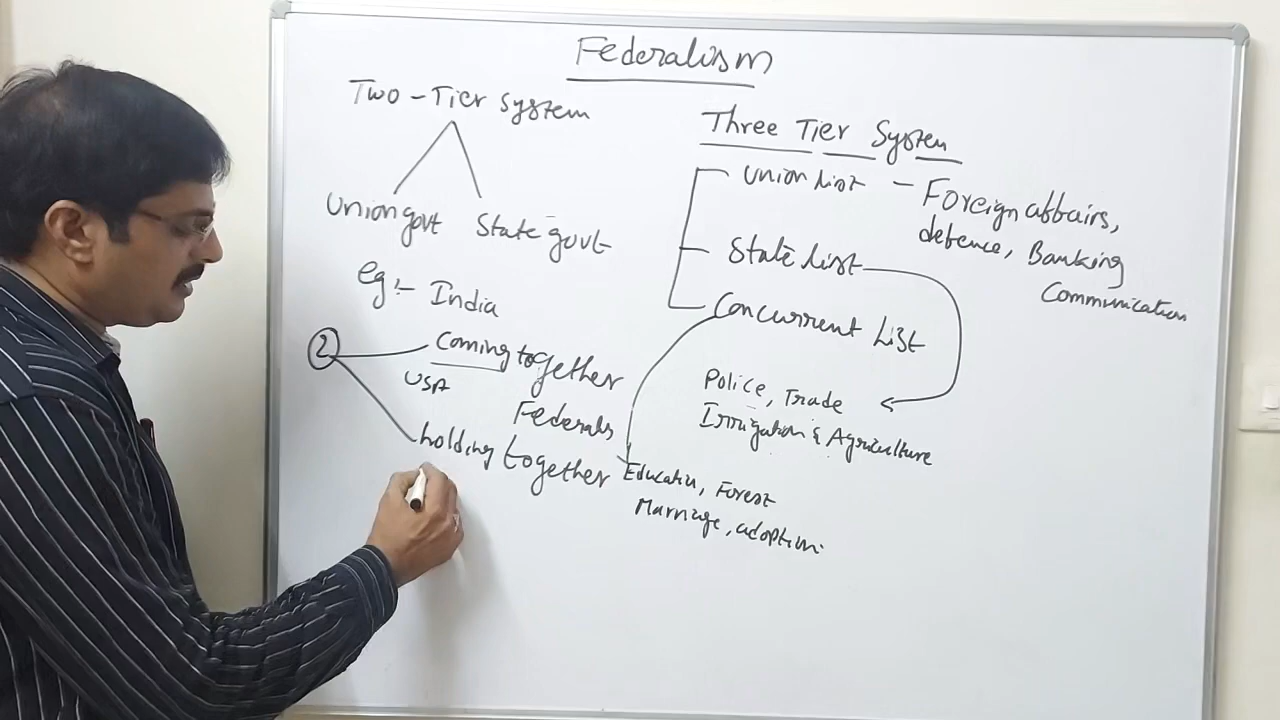 Federalism
Two-Tier System
Union govt State govt
eg:- India
2
coming together
USA
Federalis
holding together
Three Tier System
Union List - Foreign affairs,
defence, Banking
Communication
State List
Concurrent List
Police, Trade
Irrigation & Agriculture
Education, Forest
Marriage, adoption.